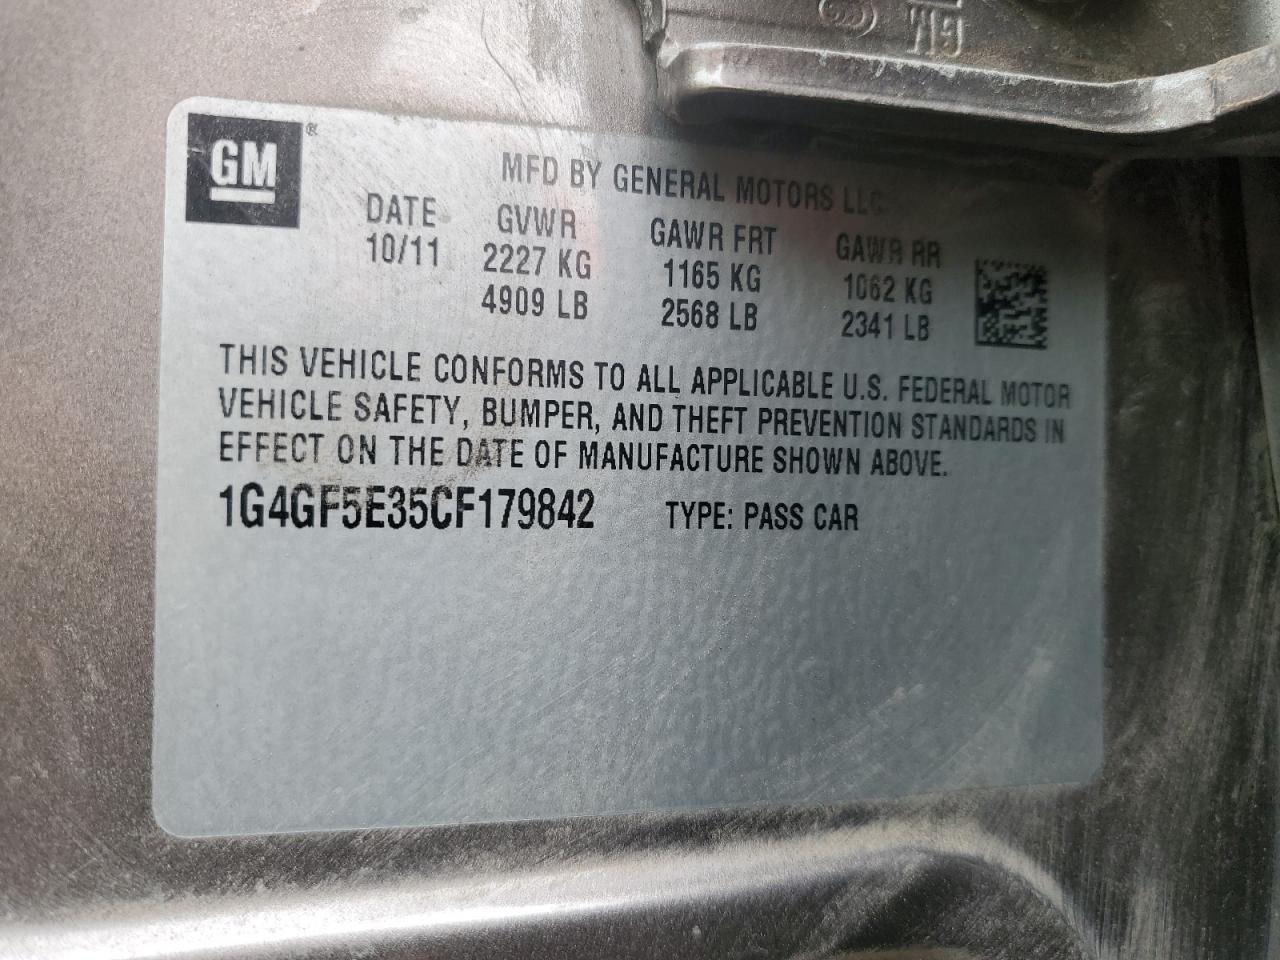 GM®
MFD BY GENERAL MOTORS LLC
DATE GVWR GAWR FRT GAWR RR
10/11 2227 KG 1165 KG 1062 KG
4909 LB 2568 LB 2341 LB
THIS VEHICLE CONFORMS TO ALL APPLICABLE U.S. FEDERAL MOTOR
VEHICLE SAFETY, BUMPER, AND THEFT PREVENTION STANDARDS IN
EFFECT ON THE DATE OF MANUFACTURE SHOWN ABOVE.
1G4GF5E35CF179842 TYPE: PASS CAR